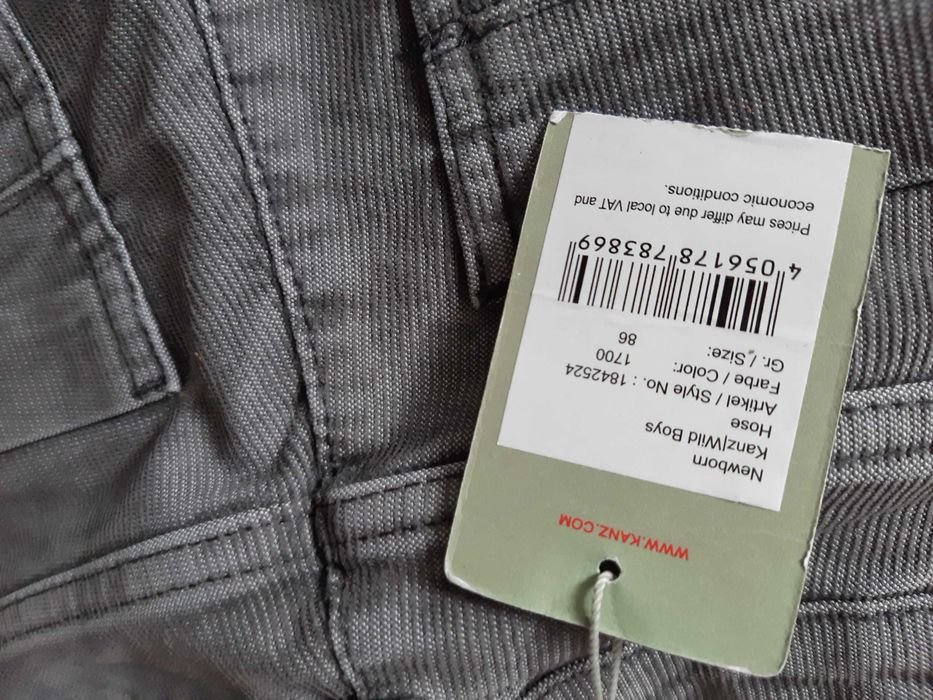 WWW.KANZ.COM
Newborn
Kanz|Wild Boys
Hose
Artikel / Style No. : 1842524
Farbe / Color: 1700
Gr. / Size: 86
4 056178 783869
Prices may differ due to local VAT and
economic conditions.